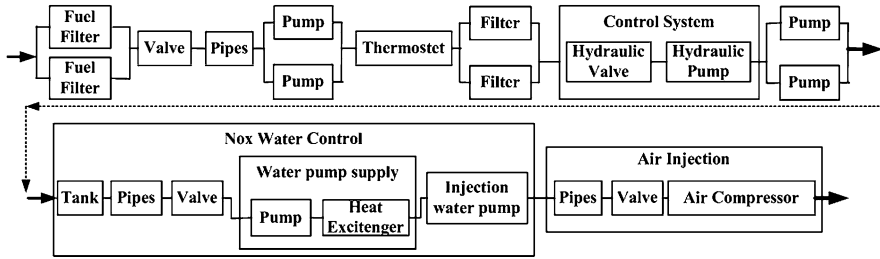 Fucl
Filter
Fuel
Filter
Valve
Pipes
Pump
Pump
Thermostet
Filter
Filter
Control System
Hydraulic
Valve
Hydraulic
Pump
Pump
Pump
Nox Water Control
Tank
Pipes
Valve
Water pump supply
Pump
Heat
Excitenger
Injection
water pump
Air Injection
Pipes
Valve
Air Compressor